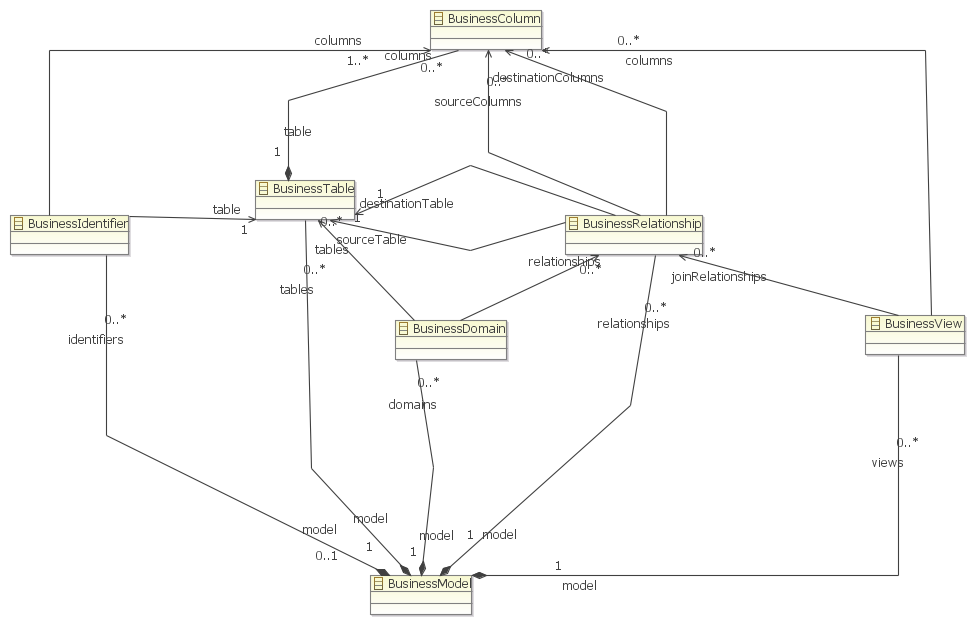 BusinessColumn
columns
1..*
columns
0..*
0..*
columns
0..
destinationColumns
0..
sourceColumns
table
1
BusinessTable
1
destinationTable
1
0..*
sourceTable
tables
BusinessIdentifier
table
1
BusinessRelationship
relationships
0..*
0..*
joinRelationships
0..*
tables
0..*
relationships
0..*
identifiers
BusinessDomain
BusinessView
0..*
domains
0..*
views
model
0..1
model
1
model
1
1
model
1
model
BusinessModel